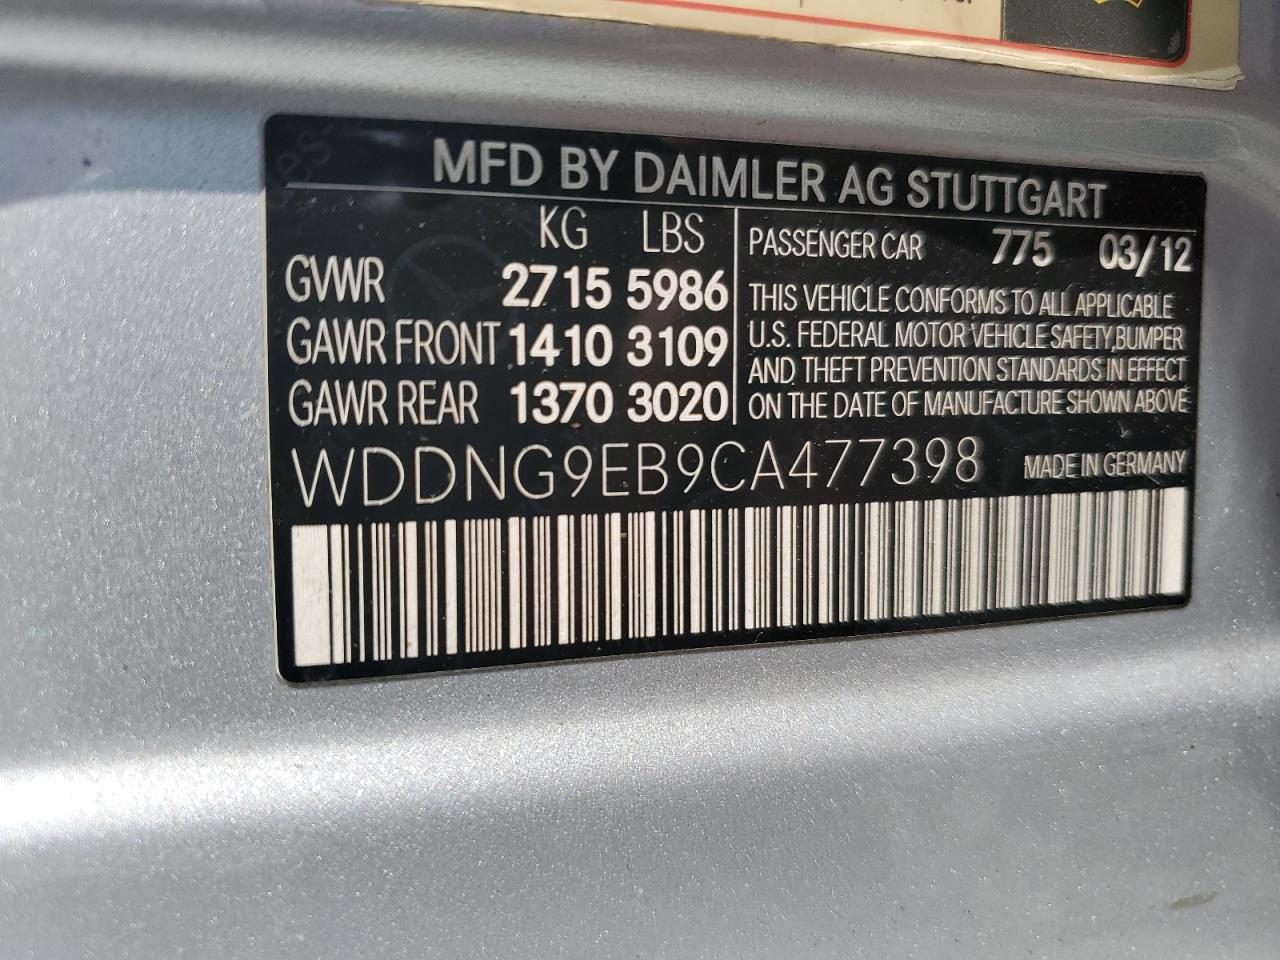 MFD BY DAIMLER AG STUTTGART
KG LBS
GVWR 2715 5986
GAWR FRONT 1410 3109
GAWR REAR 1370 3020
PASSENGER CAR 775 03/12
THIS VEHICLE CONFORMS TO ALL APPLICABLE
U.S. FEDERAL MOTOR VEHICLE SAFETY, BUMPER
AND THEFT PREVENTION STANDARDS IN EFFECT
ON THE DATE OF MANUFACTURE SHOWN ABOVE
WDDNG9EB9CA477398 MADE IN GERMANY